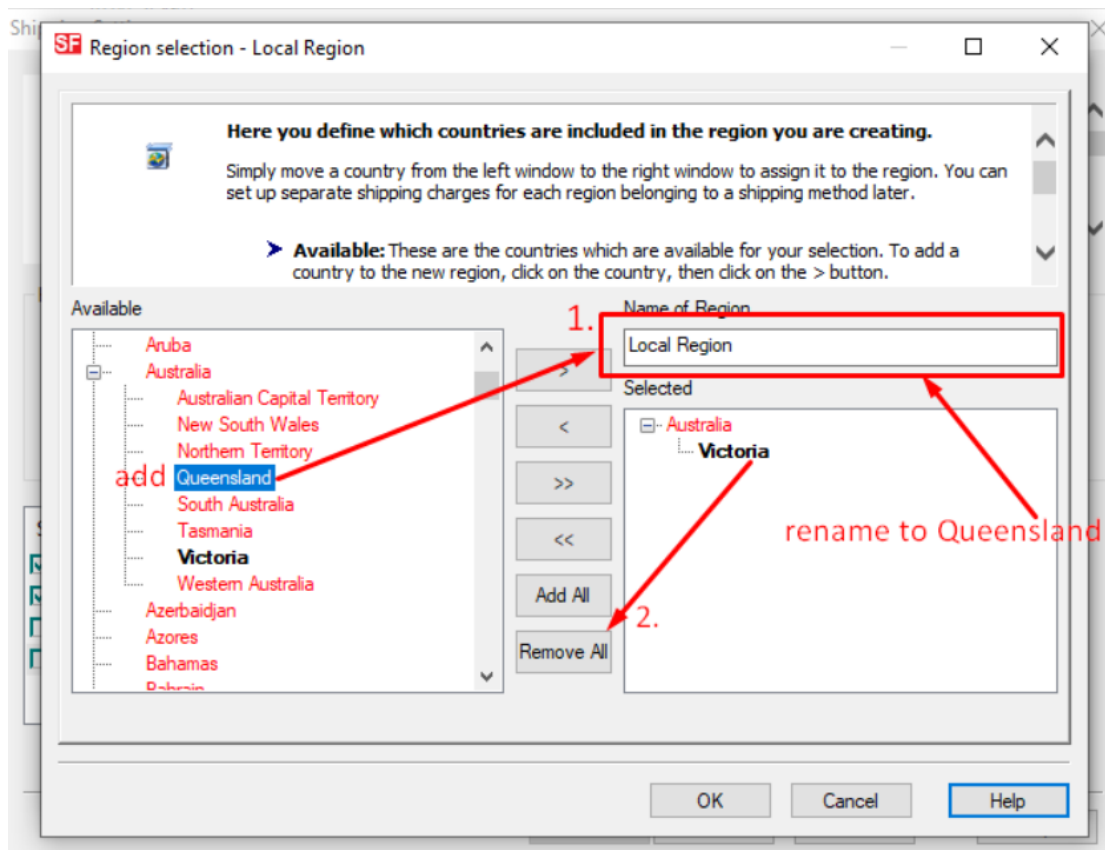 Shi
SF Region selection - Local Region
Here you define which countries are included in the region you are creating.
Simply move a country from the left window to the right window to assign it to the region. You can
set up separate shipping charges for each region belonging to a shipping method later.
Available: These are the countries which are available for your selection. To add a
country to the new region, click on the country, then click on the > button.
Available
Aruba
Australia
Australian Capital Territory
New South Wales
Northern Territory
add Queensland
South Australia
Tasmania
Victoria
Western Australia
Azerbaidjan
Azores
Bahamas
Bahrain
1.
>
<
>>
<<
Add All
Remove All
2.
Name of Region
Local Region
Selected
Australia
Victoria
rename to Queensland
OK
Cancel
Help